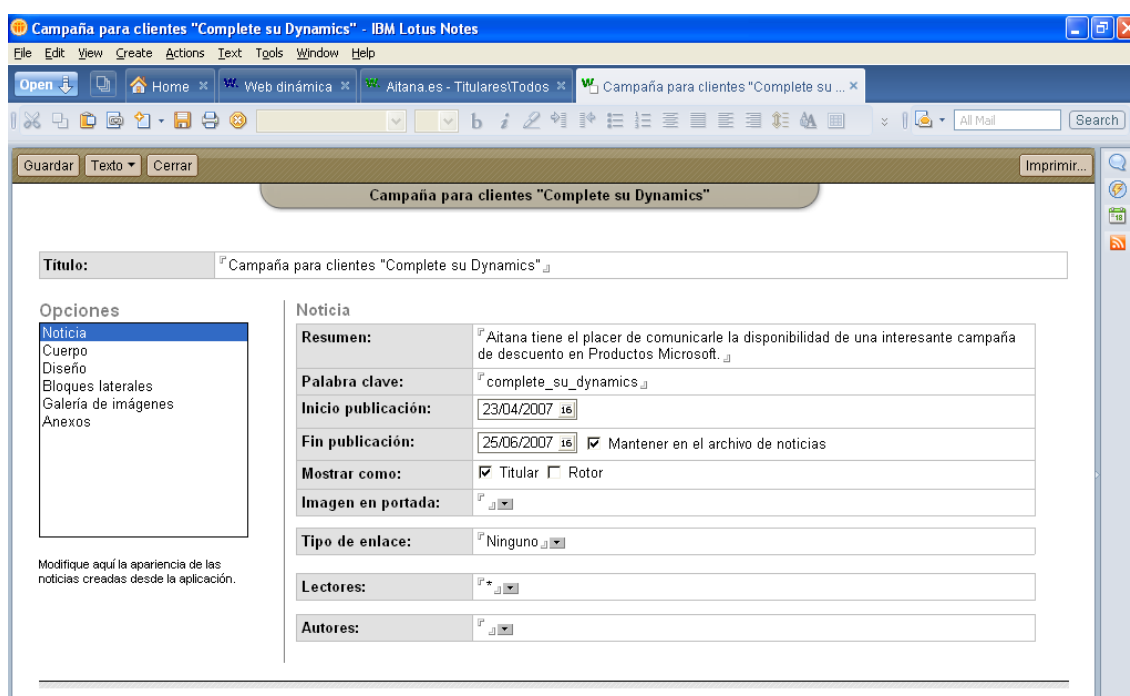 Campaña para clientes "Complete su Dynamics" - IBM Lotus Notes
File Edit View Create Actions Text Tools Window Help
Open Home Web dinámica Aitana.es - Titulares\Todos Campaña para clientes "Complete su ...
b i All Mail Search
Guardar Texto Cerrar Imprimir...
Campaña para clientes "Complete su Dynamics"
Título: Campaña para clientes "Complete su Dynamics"
Opciones
Noticia
Cuerpo
Diseño
Bloques laterales
Galería de imágenes
Anexos
Modifique aquí la apariencia de las
noticias creadas desde la aplicación.
Noticia
Resumen: Aitana tiene el placer de comunicarle la disponibilidad de una interesante campaña
de descuento en Productos Microsoft.
Palabra clave: complete_su_dynamics
Inicio publicación: 23/04/2007 16
Fin publicación: 25/06/2007 16 Mantener en el archivo de noticias
Mostrar como: Titular Rotor
Imagen en portada:
Tipo de enlace: Ninguno
Lectores: *
Autores: